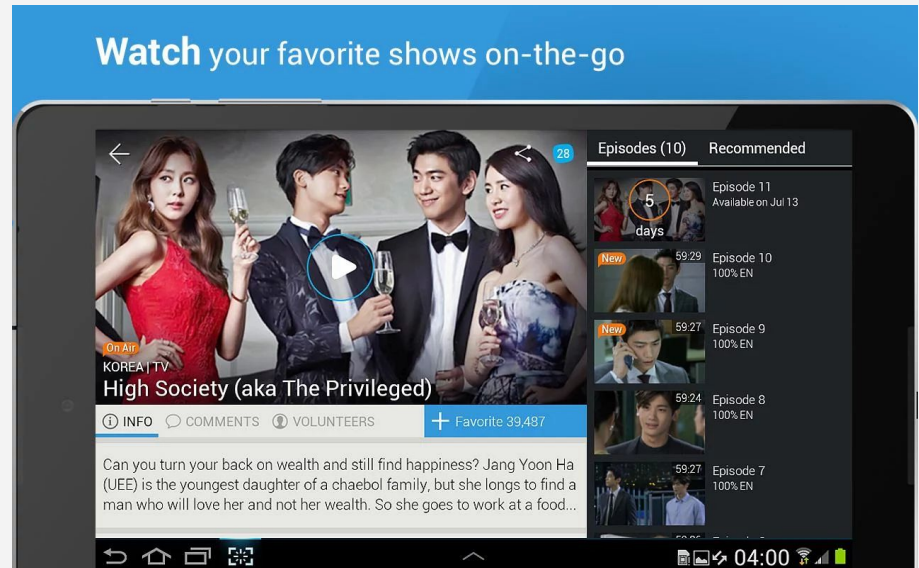 Watch your favorite shows on-the-go
28
On Air
KOREA | TV
High Society (aka The Privileged)
INFO
COMMENTS
VOLUNTEERS
Favorite 39,487
Can you turn your back on wealth and still find happiness? Jang Yoon Ha
(UEE) is the youngest daughter of a chaebol family, but she longs to find a
man who will love her and not her wealth. So she goes to work at a food...
Episodes (10)
Recommended
5
days
Episode 11
Available on Jul 13
New
59:29
Episode 10
100% EN
New
59:27
Episode 9
100% EN
59:24
Episode 8
100% EN
59:27
Episode 7
100% EN
04:00